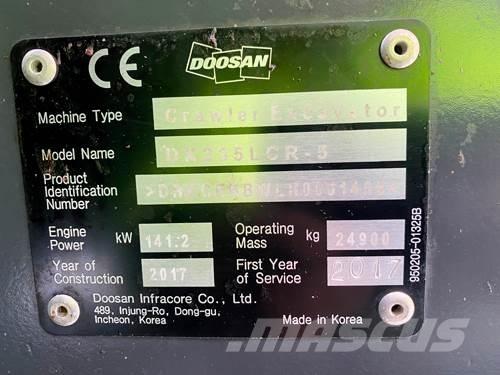 CE DOOSAN
Machine Type Crawler Excavator
Model Name DX235LCR-5
Product
Identification
Number
Engine
Power kW 141.2
Operating
Mass kg 24900
Year of
Construction 2017
First Year
of Service 2017
Doosan Infracore Co., Ltd.
489, Injung-Ro, Dong-gu,
Incheon, Korea
Made in Korea
950205-01325B
MASCUS